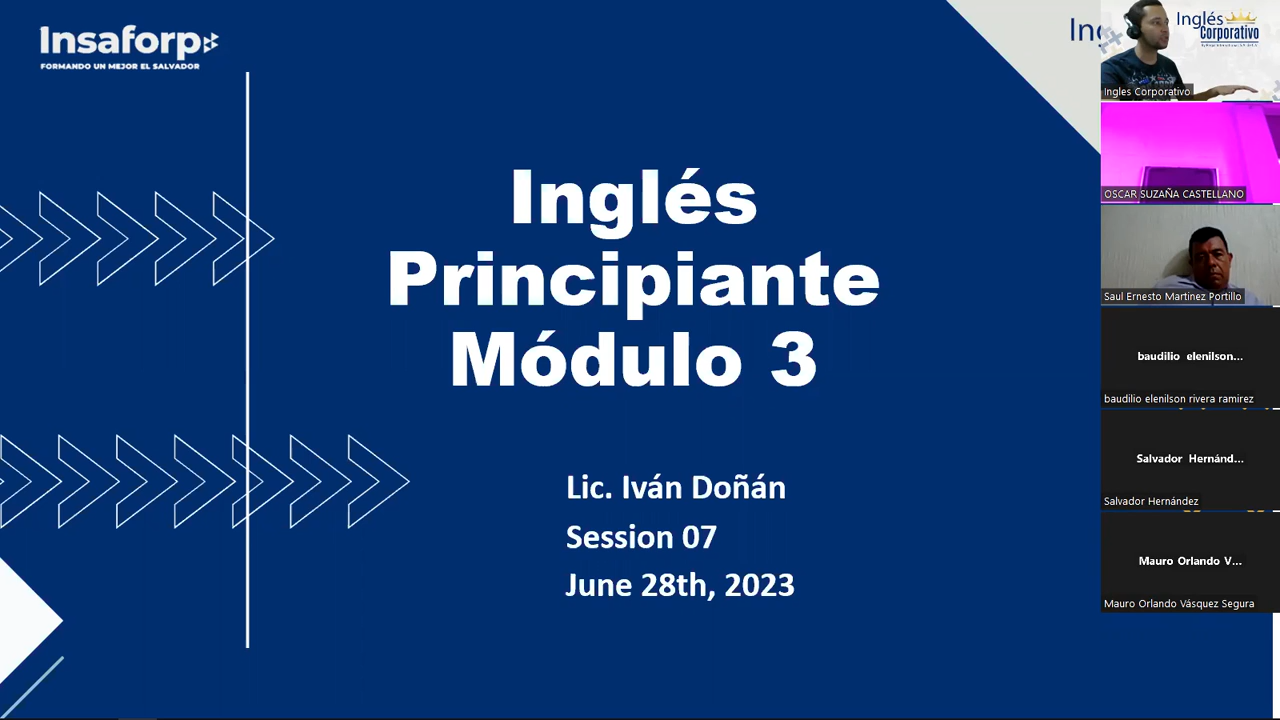 Insaforp
FORMANDO UN MEJOR EL SALVADOR
Inglés
Principiante
Módulo 3
Lic. Iván Doñán
Session 07
June 28th, 2023
Inglés
Corporativo
Ingles Corporativo
OSCAR SUZAÑA CASTELLANO
Saul Ernesto Martinez Portillo
baudilio elenilson...
baudilio elenilson rivera ramirez
Salvador Hernánd...
Salvador Hernández
Mauro Orlando V...
Mauro Orlando Vásquez Segura